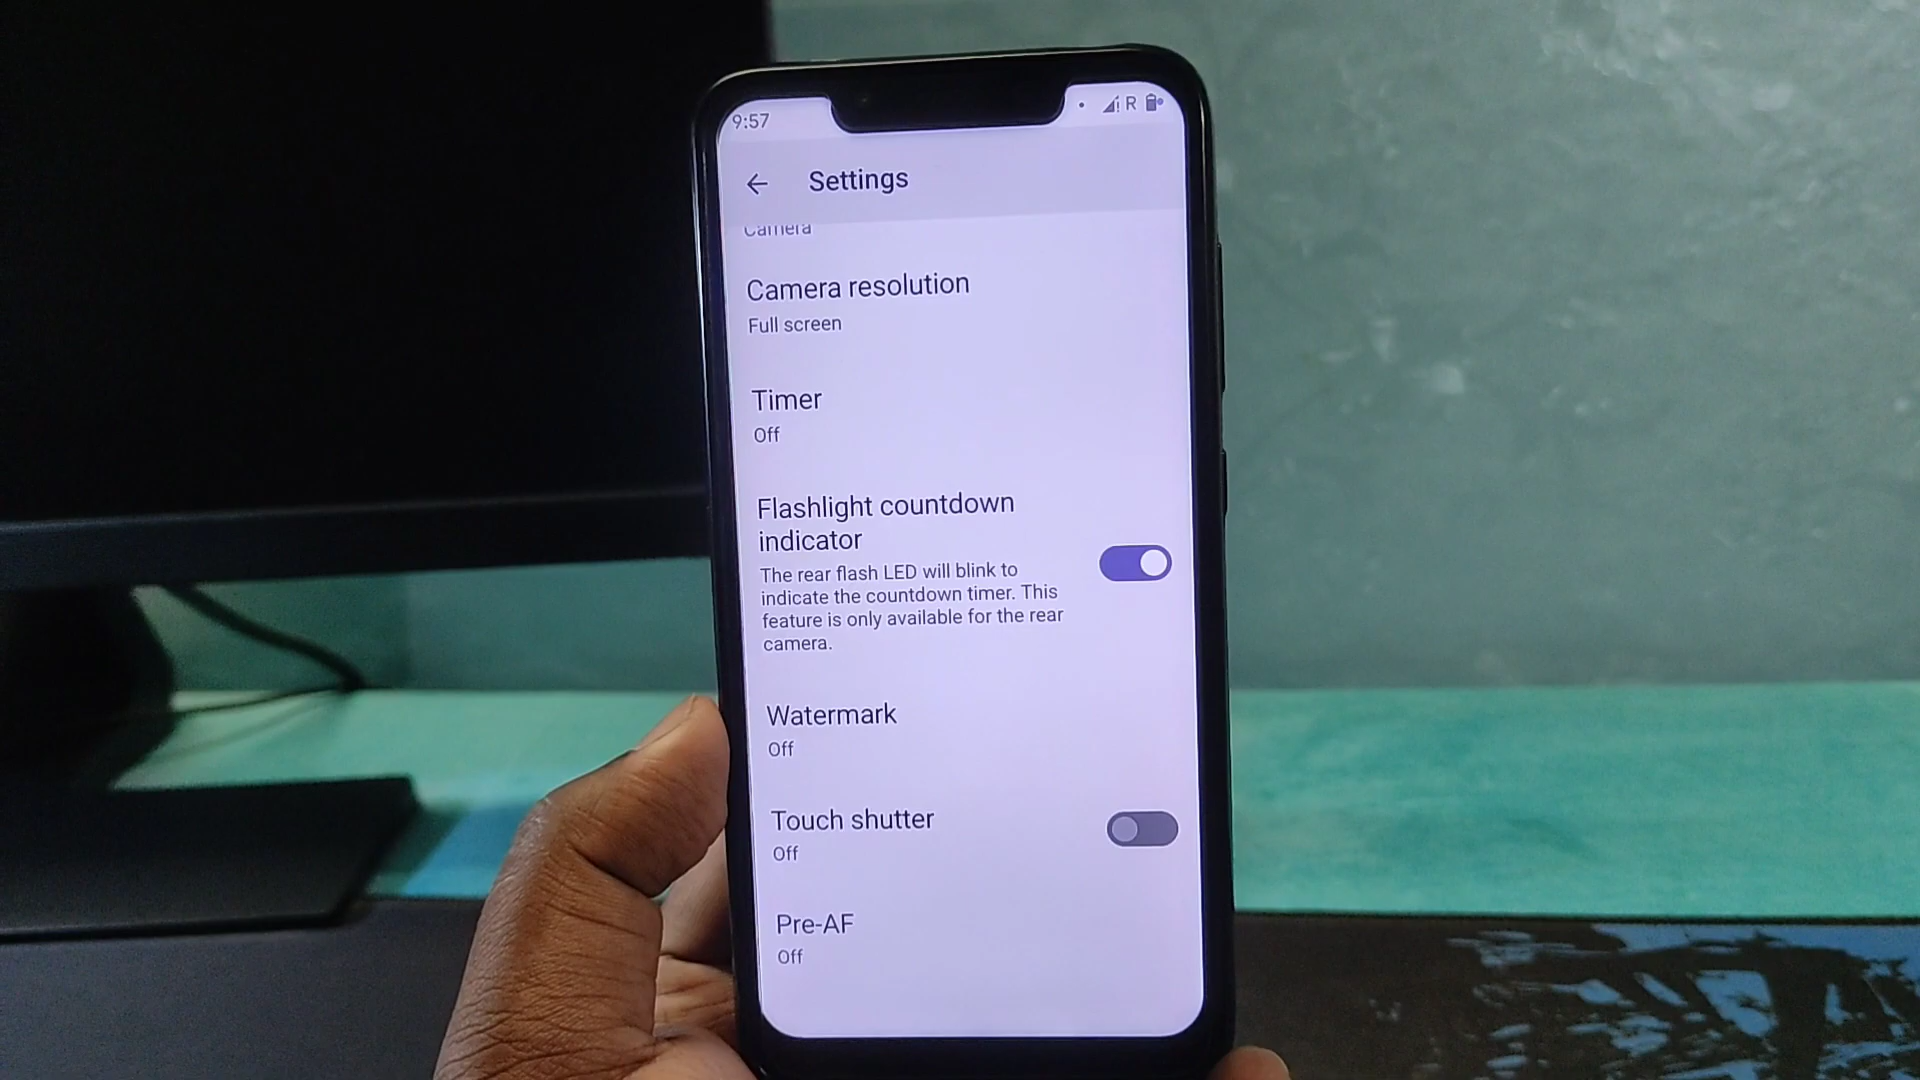 9:57
R
Settings
Camera
Camera resolution
Full screen
Timer
Off
Flashlight countdown
indicator
The rear flash LED will blink to
indicate the countdown timer. This
feature is only available for the rear
camera.
Watermark
Off
Touch shutter
Off
Pre-AF
Off